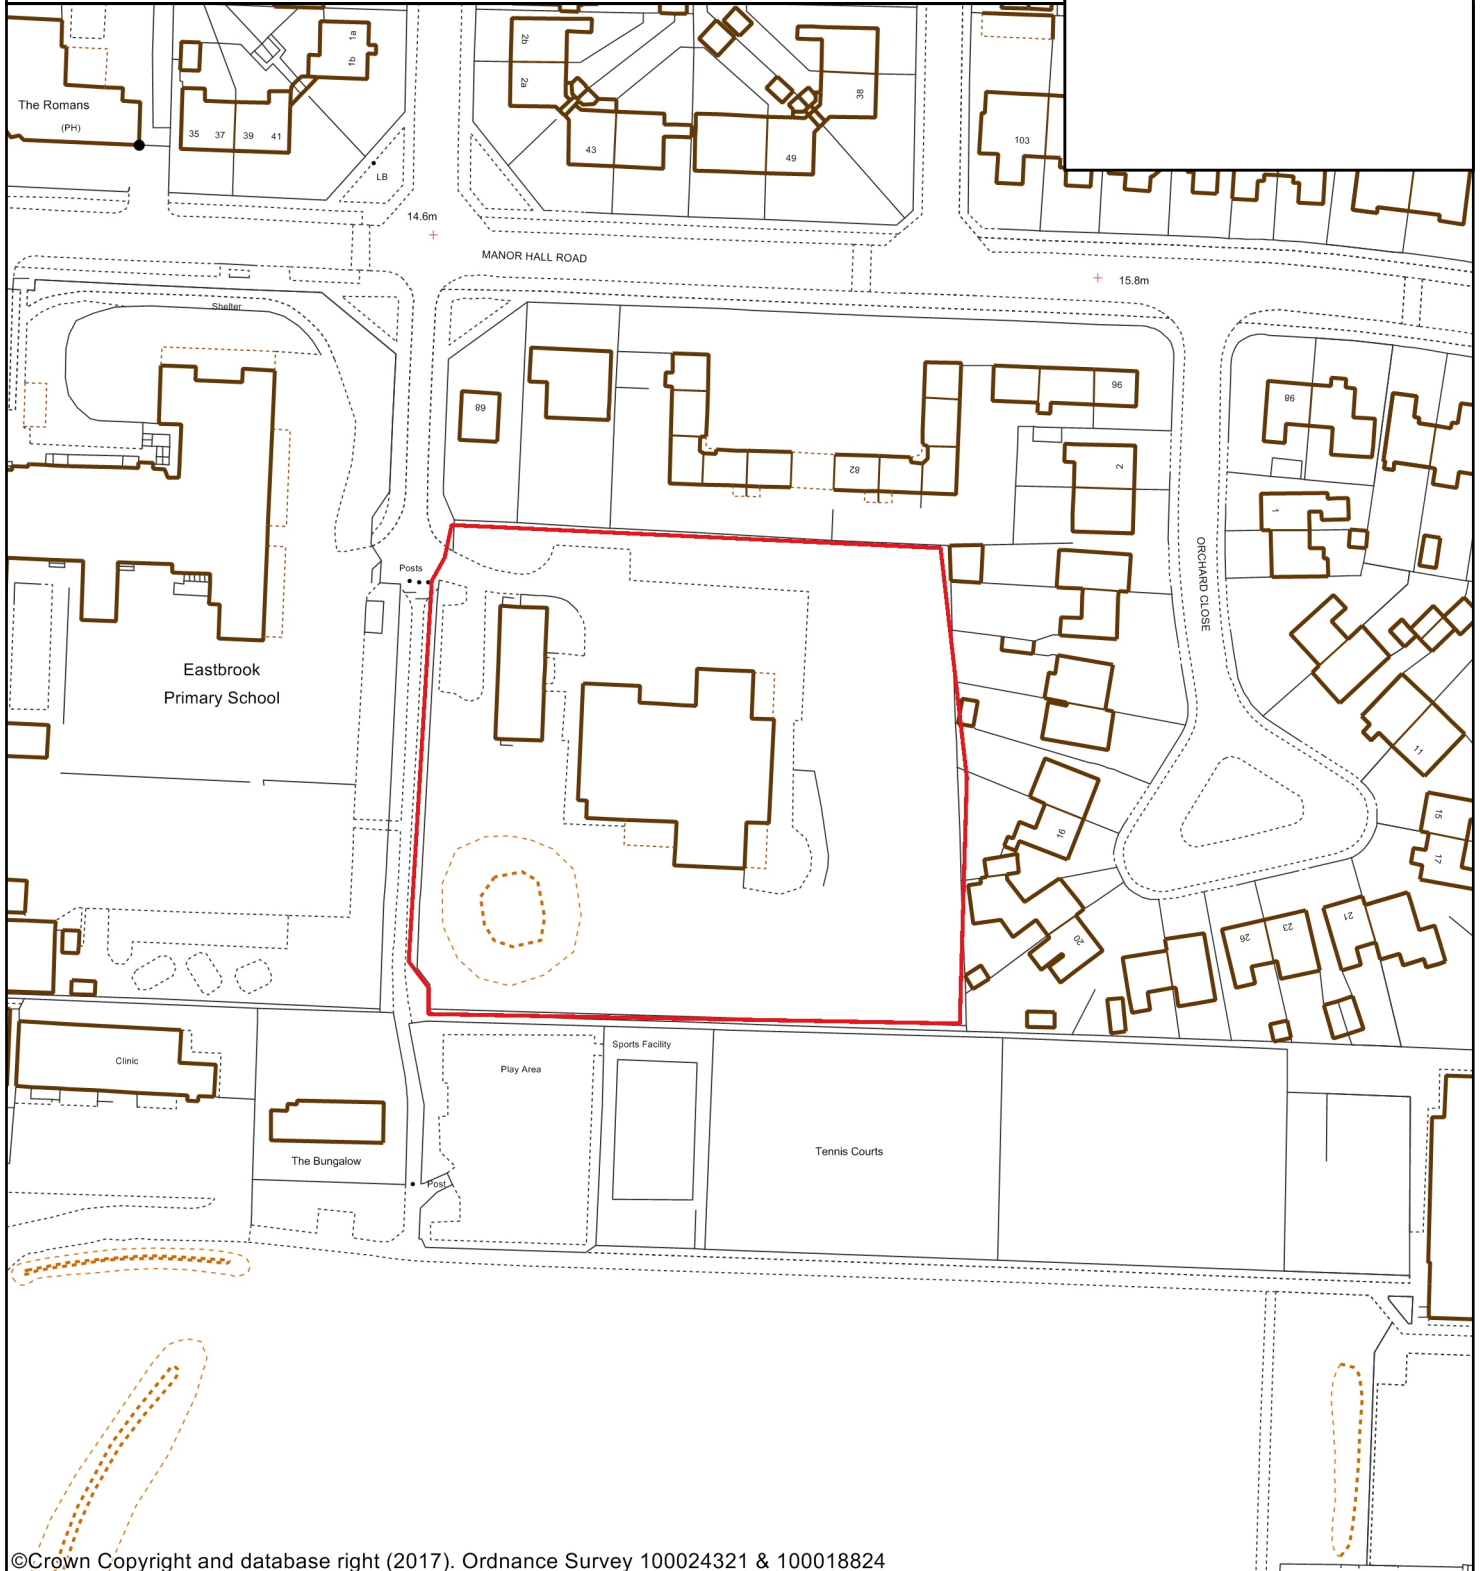 The Romans
(PH)
35 37 39 41
1a
1b
2b
2a
43
49
38
103
LB
14.6m
MANOR HALL ROAD
15.8m
Shelter
68
82
96
2
98
1
ORCHARD CLOSE
Posts
Eastbrook
Primary School
11
15
17
16
20
26
23
21
Clinic
The Bungalow
Play Area
Sports Facility
Tennis Courts
Post
©Crown Copyright and database right (2017). Ordnance Survey 100024321 & 100018824